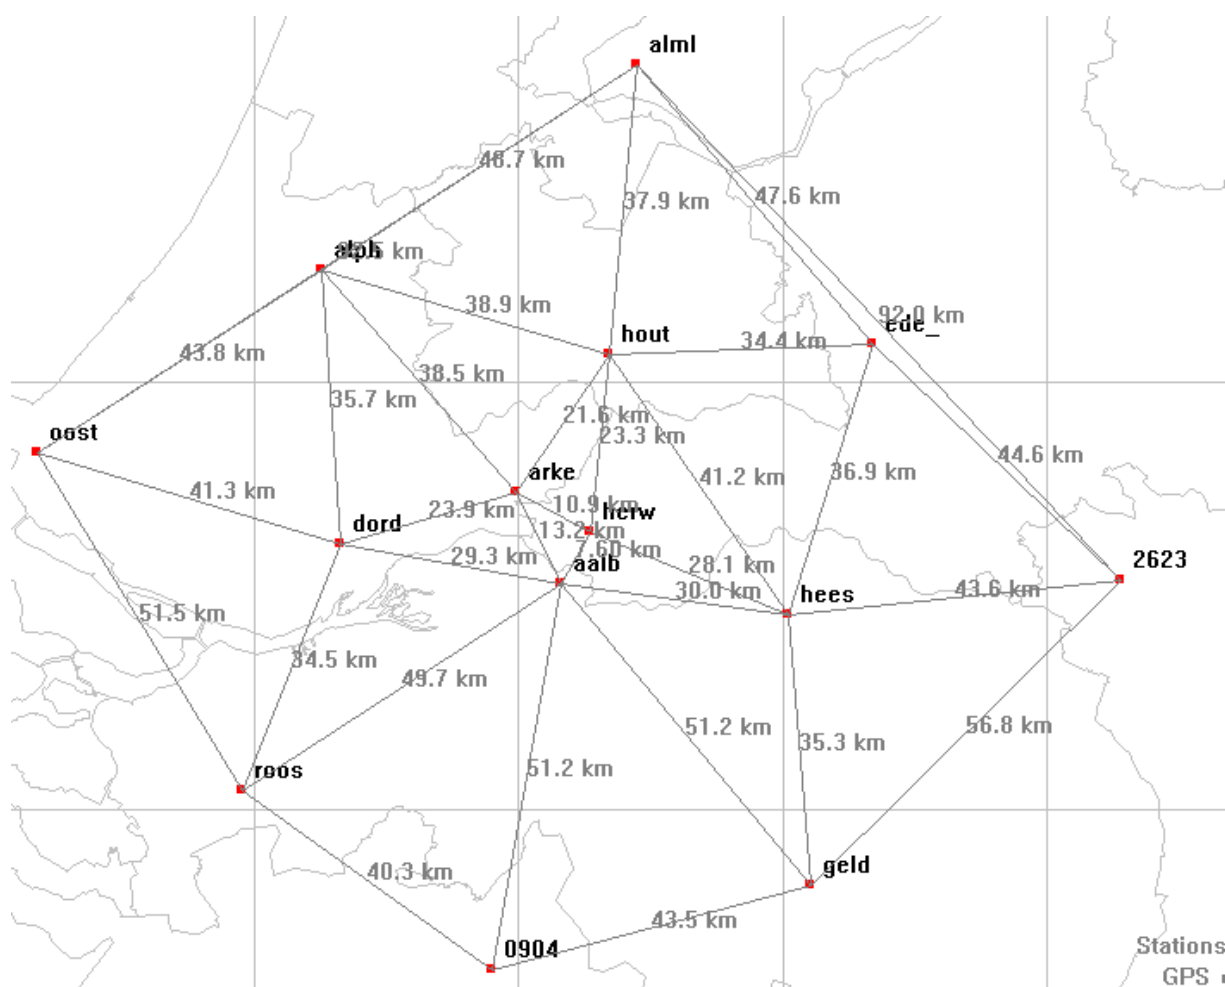 alml
48.7 km
47.6 km
37.9 km
alph
km
38.9 km
92.0 km
ede_
hout
34.4 km
43.8 km
38.5 km
35.7 km
21.6 km
23.3 km
oost
44.6 km
arke
41.2 km
36.9 km
41.3 km
23.9 km
10.9 km
herw
dord
13.2 km
29.3 km
7.60 km
aalb
28.1 km
2623
30.0 km
hees
43.6 km
51.5 km
34.5 km
49.7 km
51.2 km
56.8 km
35.3 km
roos
51.2 km
40.3 km
geld
43.5 km
0904
Stations
GPS